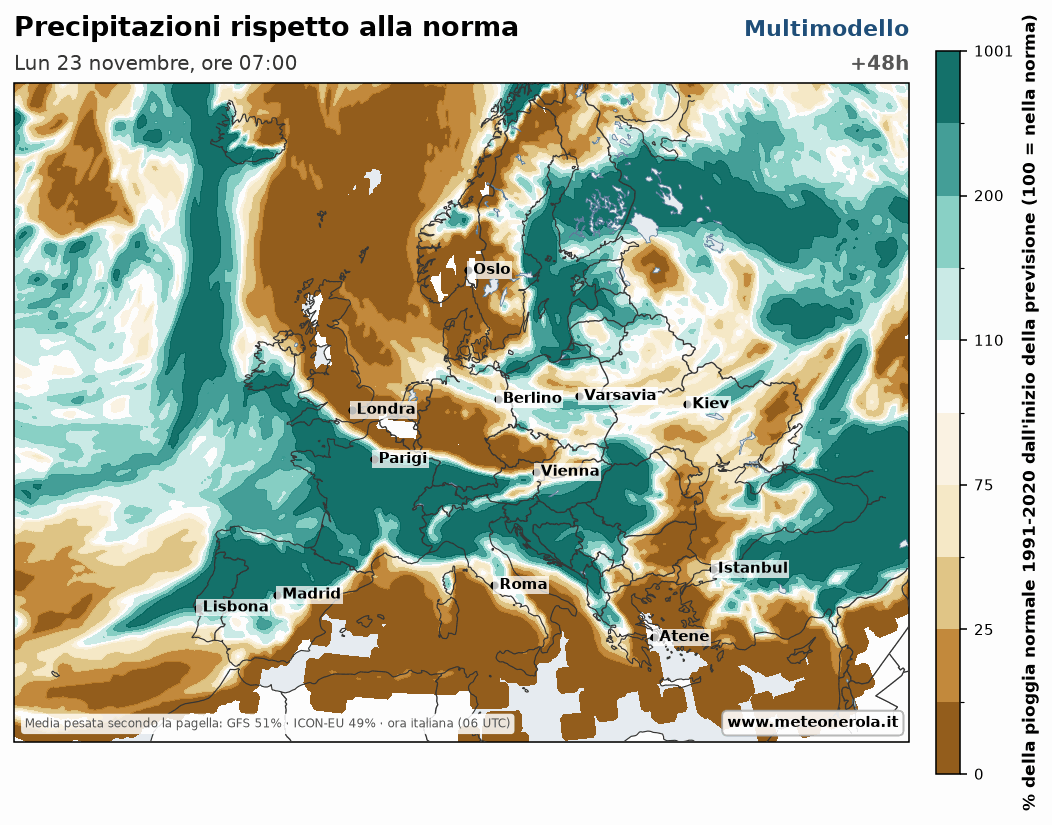 Precipitazioni rispetto alla norma
Multimodello
Lun 23 novembre, ore 07:00
+48h
1001
200
110
75
25
0
% della pioggia normale 1991-2020 dall'inizio della previsione (100 = nella norma)
Oslo
Berlino
Varsavia
Kiev
Londra
Parigi
Vienna
Istanbul
Roma
Madrid
Lisbona
Atene
Media pesata secondo la pagella: GFS 51% · ICON-EU 49% · ora italiana (06 UTC)
www.meteonerola.it